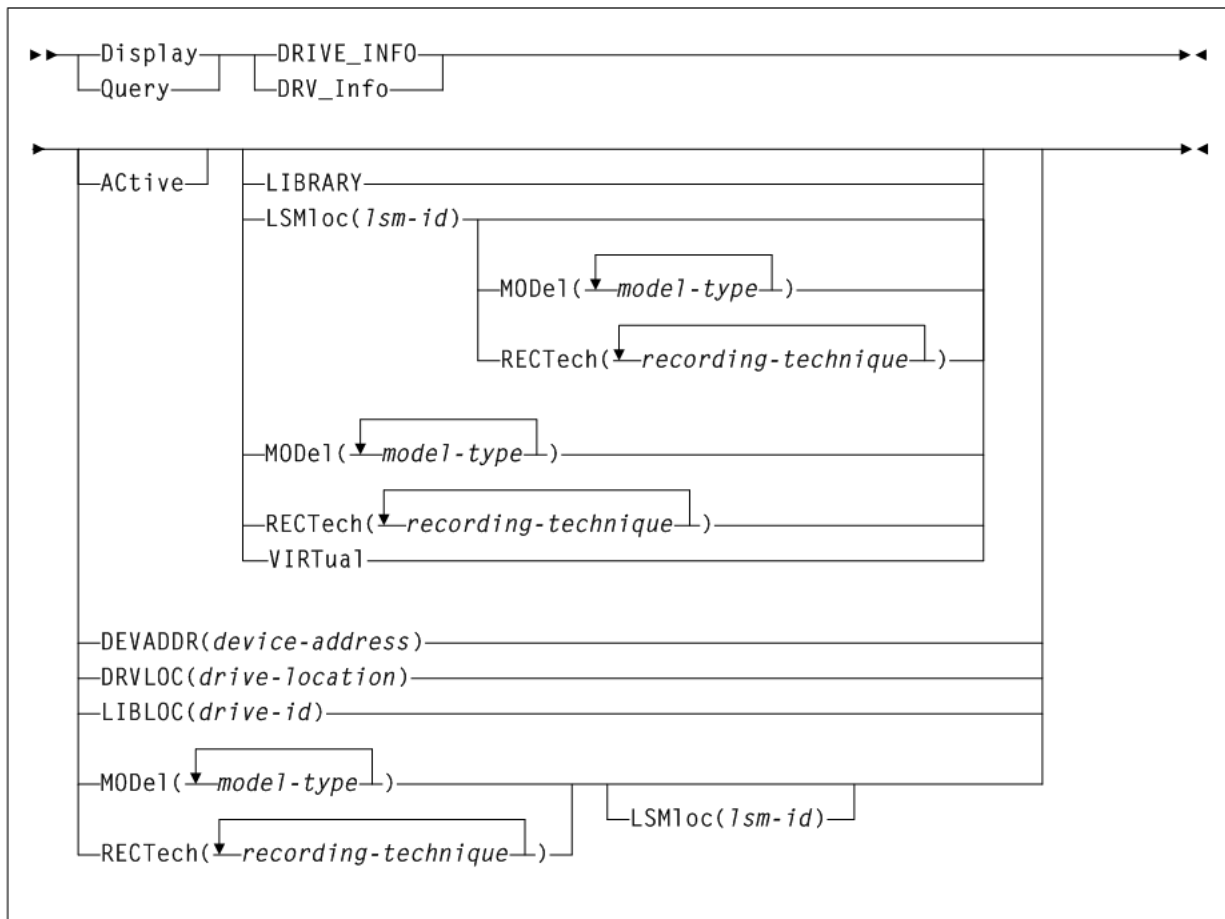 Display DRIVE_INFO
Query DRV_Info
ACtive
LIBRARY
LSMloc(lsm-id)
MODel( model-type )
RECTech( recording-technique )
MODel( model-type )
RECTech( recording-technique )
VIRTual
DEVADDR(device-address)
DRVLOC(drive-location)
LIBLOC(drive-id)
MODel( model-type )
LSMloc(lsm-id)
RECTech( recording-technique )